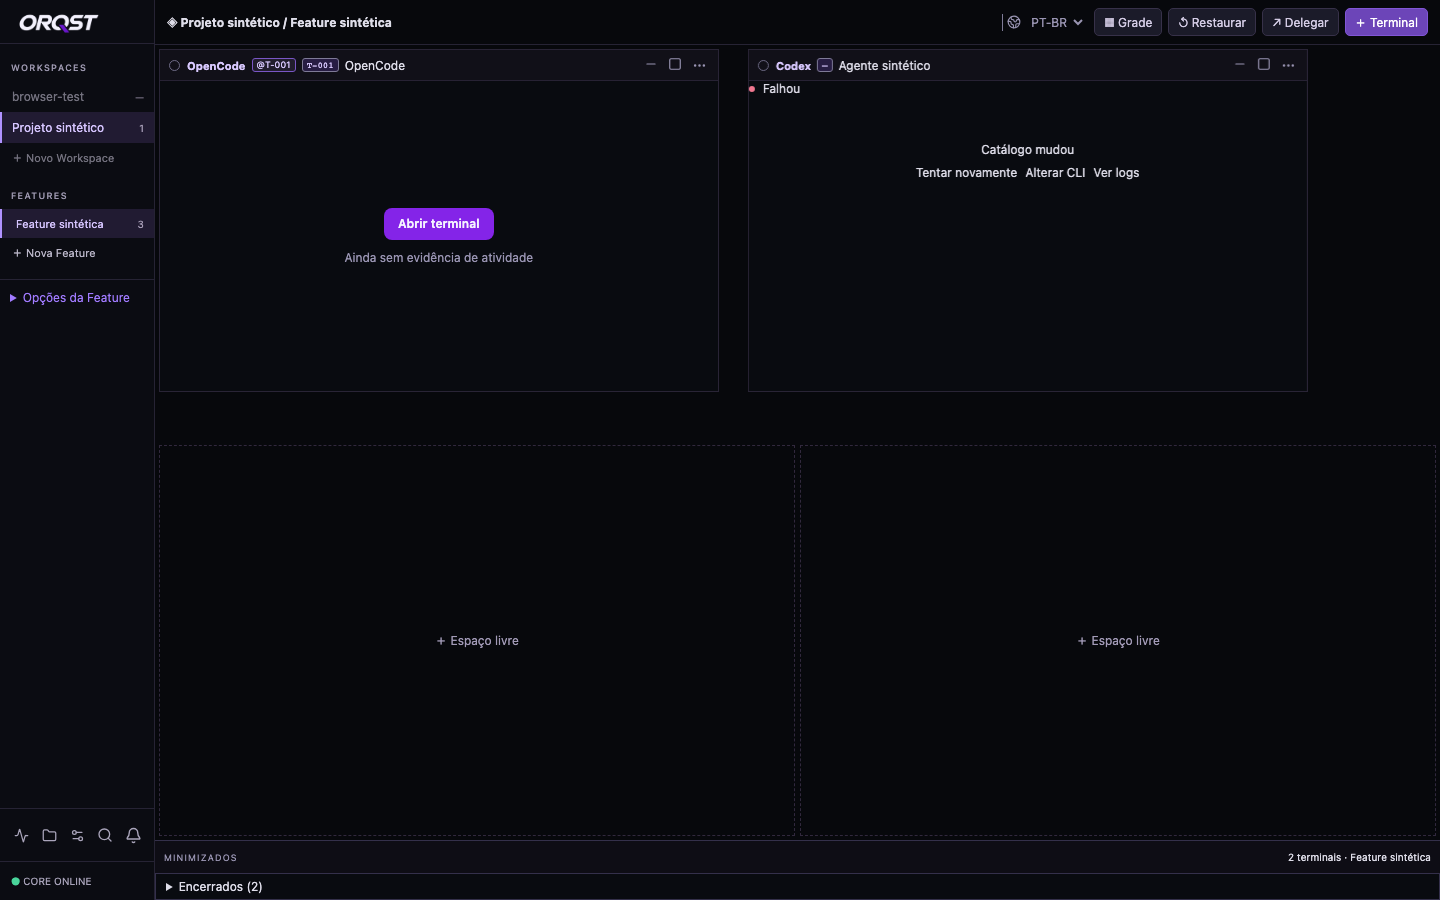 ORQST
◈ Projeto sintético / Feature sintética
PT-BR
Grade
Restaurar
Delegar
+ Terminal
WORKSPACES
browser-test –
Projeto sintético 1
+ Novo Workspace
FEATURES
Feature sintética 3
+ Nova Feature
Opções da Feature
OpenCode @T-001 T-001 OpenCode
Abrir terminal
Ainda sem evidência de atividade
Codex – Agente sintético
Falhou
Catálogo mudou
Tentar novamente Alterar CLI Ver logs
+ Espaço livre
+ Espaço livre
CORE ONLINE
MINIMIZADOS
2 terminais · Feature sintética
Encerrados (2)